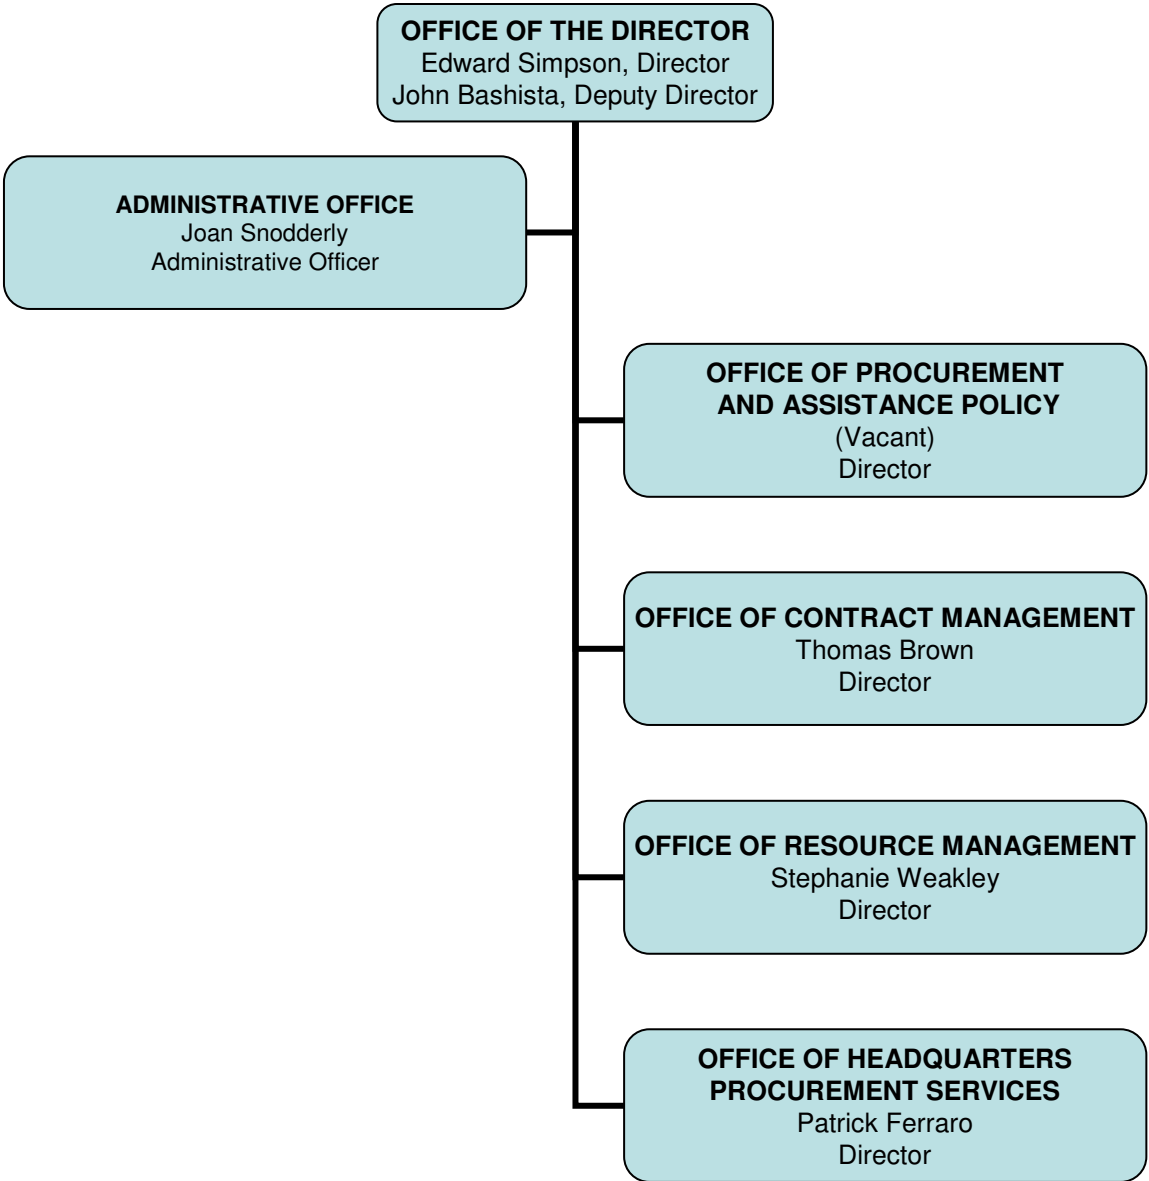 OFFICE OF THE DIRECTOR
Edward Simpson, Director
John Bashista, Deputy Director
ADMINISTRATIVE OFFICE
Joan Snodderly
Administrative Officer
OFFICE OF PROCUREMENT
AND ASSISTANCE POLICY
(Vacant)
Director
OFFICE OF CONTRACT MANAGEMENT
Thomas Brown
Director
OFFICE OF RESOURCE MANAGEMENT
Stephanie Weakley
Director
OFFICE OF HEADQUARTERS
PROCUREMENT SERVICES
Patrick Ferraro
Director